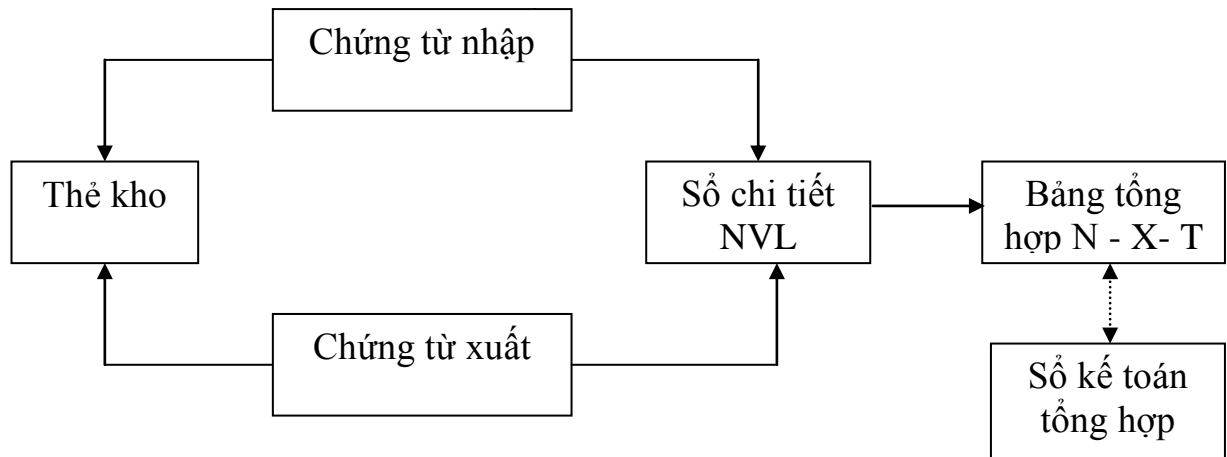 Chứng từ nhập
Thẻ kho
Sổ chi tiết
NVL
Bảng tổng
hợp N - X- T
Chứng từ xuất
Sổ kế toán
tổng hợp